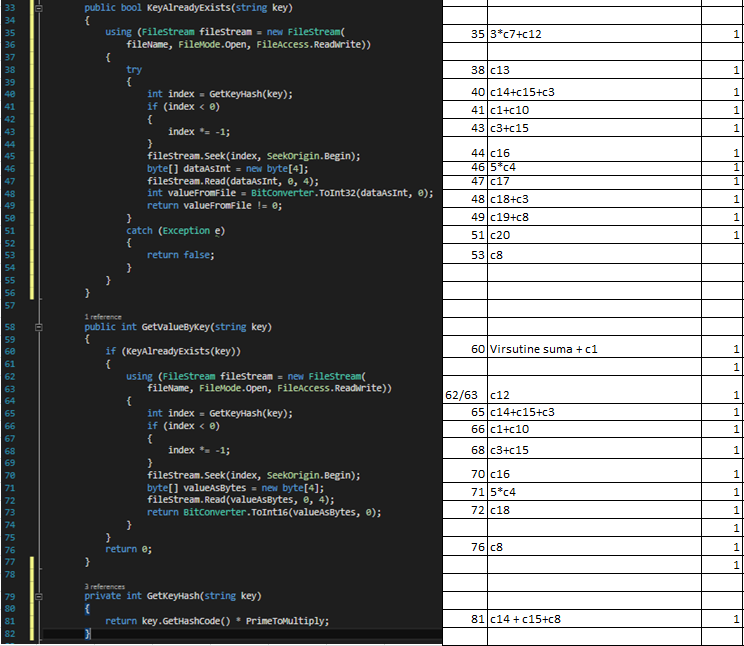 33 public bool KeyAlreadyExists(string key)
34 {
35 using (FileStream fileStream = new FileStream( 35 3*c7+c12 1
36 fileName, FileMode.Open, FileAccess.ReadWrite))
37 {
38 try 38 c13 1
39 {
40 int index = GetKeyHash(key); 40 c14+c15+c3 1
41 if (index < 0) 41 c1+c10 1
42 {
43 index *= -1; 43 c3+c15 1
44 }
45 fileStream.Seek(index, SeekOrigin.Begin); 44 c16 1
46 byte[] dataAsInt = new byte[4]; 46 5*c4 1
47 fileStream.Read(dataAsInt, 0, 4); 47 c17 1
48 int valueFromFile = BitConverter.ToInt32(dataAsInt, 0); 48 c18+c3 1
49 return valueFromFile != 0; 49 c19+c8 1
50 }
51 catch (Exception e) 51 c20 1
52 {
53 return false; 53 c8
54 }
55 }
56 }
57
1 reference
58 public int GetValueByKey(string key)
59 {
60 if (KeyAlreadyExists(key)) 60 Virsutine suma + c1 1
61 { 1
62 using (FileStream fileStream = new FileStream(
63 fileName, FileMode.Open, FileAccess.ReadWrite)) 62/63 c12 1
64 {
65 int index = GetKeyHash(key); 65 c14+c15+c3 1
66 if (index < 0) 66 c1+c10 1
67 {
68 index *= -1; 68 c3+c15 1
69 }
70 fileStream.Seek(index, SeekOrigin.Begin); 70 c16 1
71 byte[] valueAsBytes = new byte[4]; 71 5*c4 1
72 fileStream.Read(valueAsBytes, 0, 4); 72 c18 1
73 return BitConverter.ToInt16(valueAsBytes, 0);
74 } 1
75 }
76 return 0; 76 c8 1
77 } 1
78
3 references
79 private int GetKeyHash(string key)
80 {
81 return key.GetHashCode() * PrimeToMultiply; 81 c14 + c15+c8 1
82 }